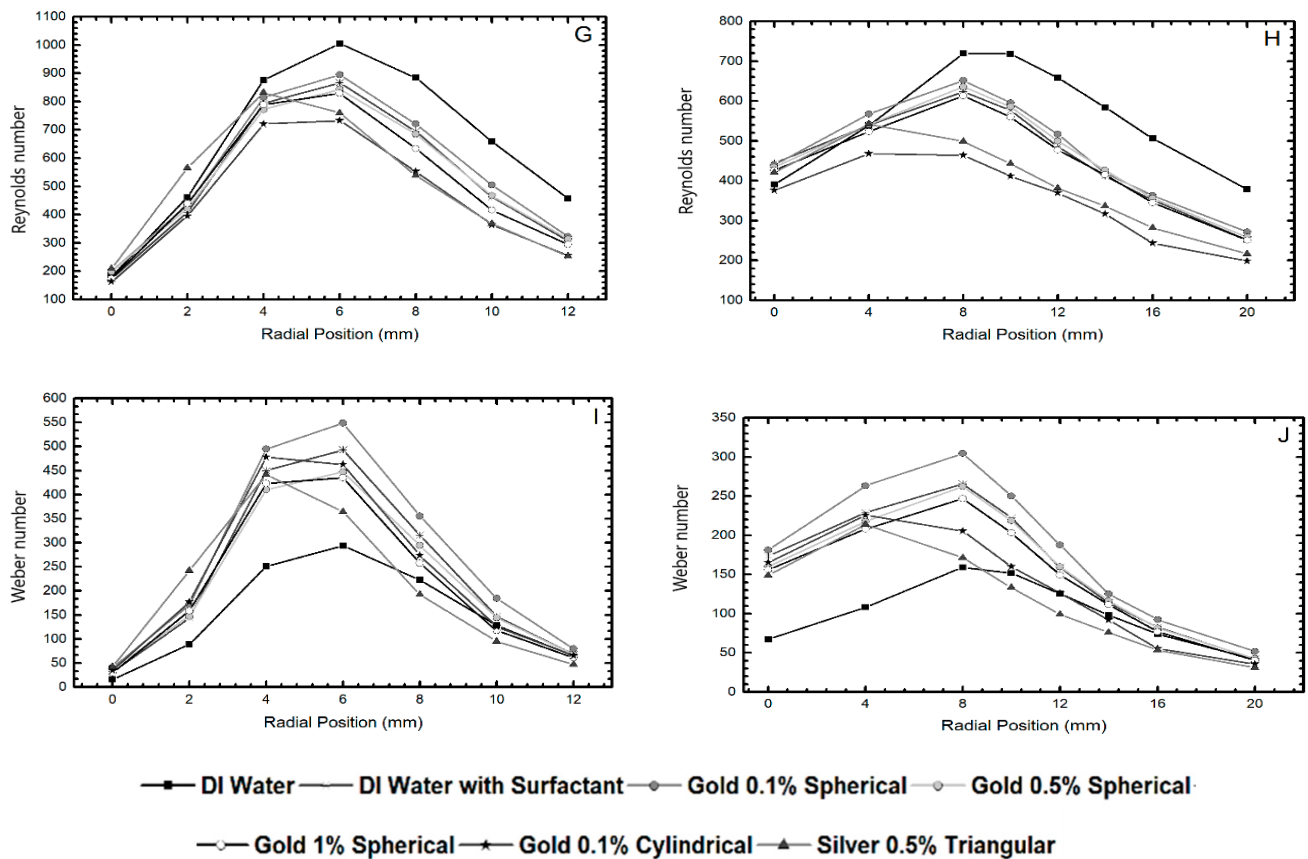 G
1100
1000
900
800
700
600
500
400
300
200
100
Reynolds number
0 2 4 6 8 10 12
Radial Position (mm)
H
800
700
600
500
400
300
200
100
Reynolds number
0 4 8 12 16 20
Radial Position (mm)
I
600
550
500
450
400
350
300
250
200
150
100
50
0
Weber number
0 2 4 6 8 10 12
Radial Position (mm)
J
350
300
250
200
150
100
50
0
Weber number
0 4 8 12 16 20
Radial Position (mm)
DI Water DI Water with Surfactant Gold 0.1% Spherical Gold 0.5% Spherical
Gold 1% Spherical Gold 0.1% Cylindrical Silver 0.5% Triangular